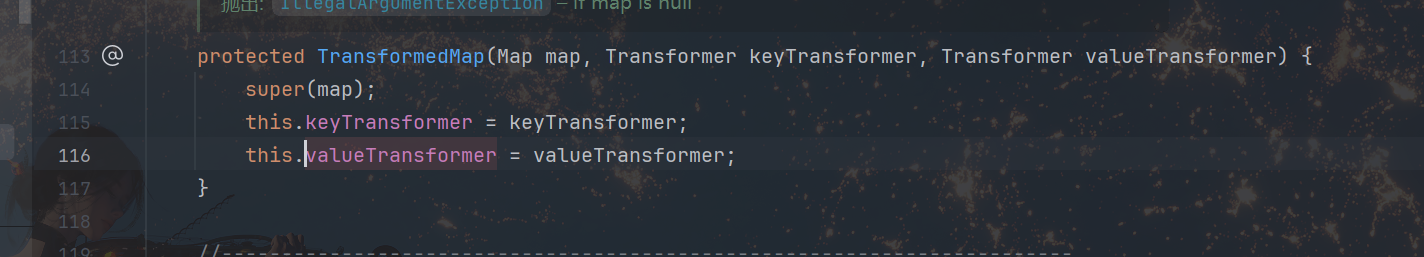 抛出: IllegalArgumentException – if map is null
113 @ protected TransformedMap(Map map, Transformer keyTransformer, Transformer valueTransformer) {
114 super(map);
115 this.keyTransformer = keyTransformer;
116 this.valueTransformer = valueTransformer;
117 }
118
119 //-----------------------------------------------------------------------